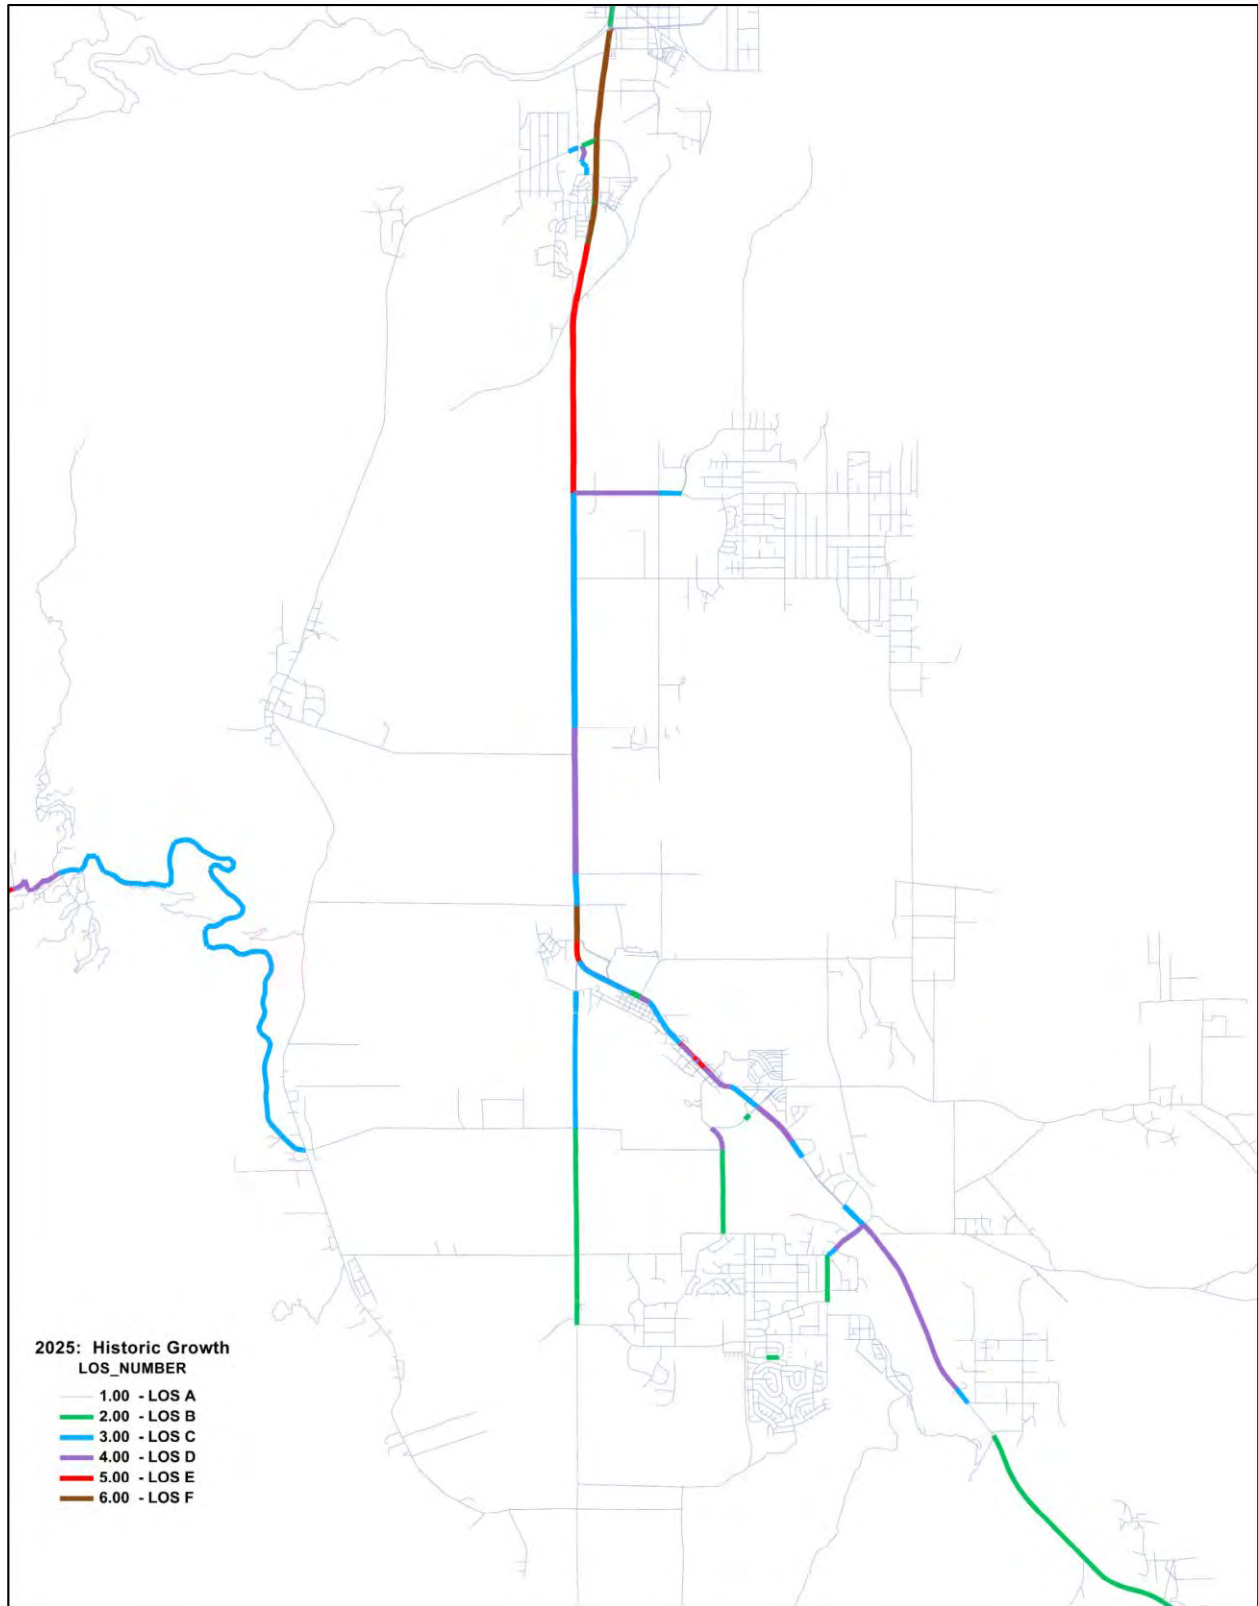 2025: Historic Growth
LOS_NUMBER
1.00 - LOS A
2.00 - LOS B
3.00 - LOS C
4.00 - LOS D
5.00 - LOS E
6.00 - LOS F